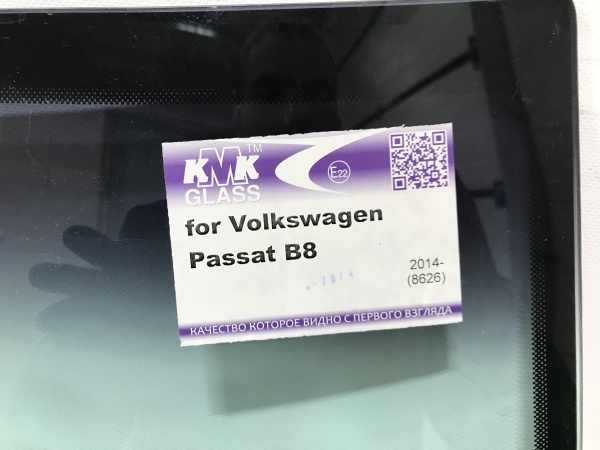 KMK™
GLASS
E22
for Volkswagen
Passat B8
2014-
(8626)
КАЧЕСТВО КОТОРОЕ ВИДНО С ПЕРВОГО ВЗГЛЯДА